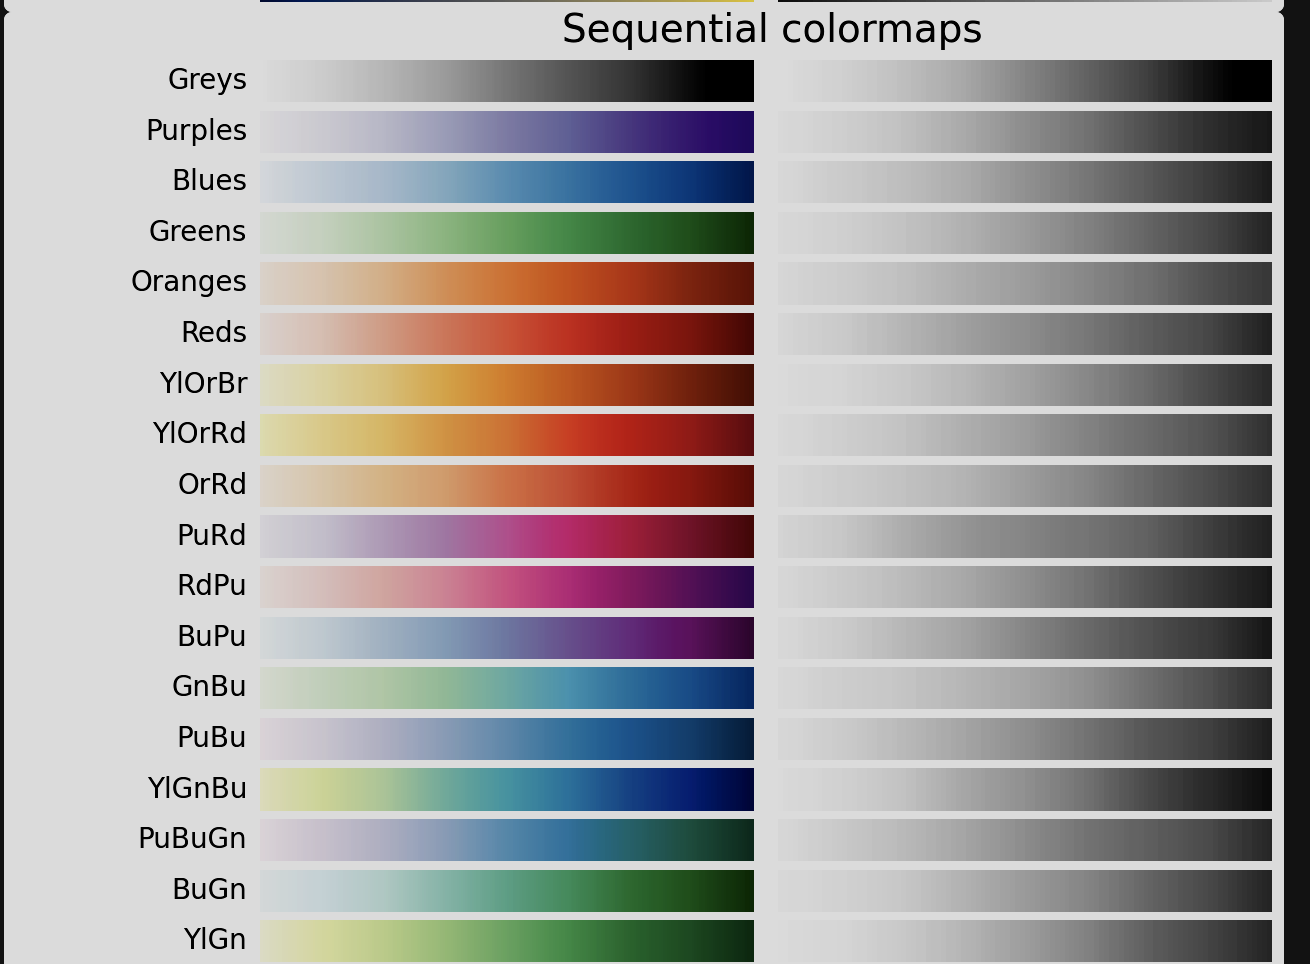 Sequential colormaps
Greys
Purples
Blues
Greens
Oranges
Reds
YlOrBr
YlOrRd
OrRd
PuRd
RdPu
BuPu
GnBu
PuBu
YlGnBu
PuBuGn
BuGn
YlGn